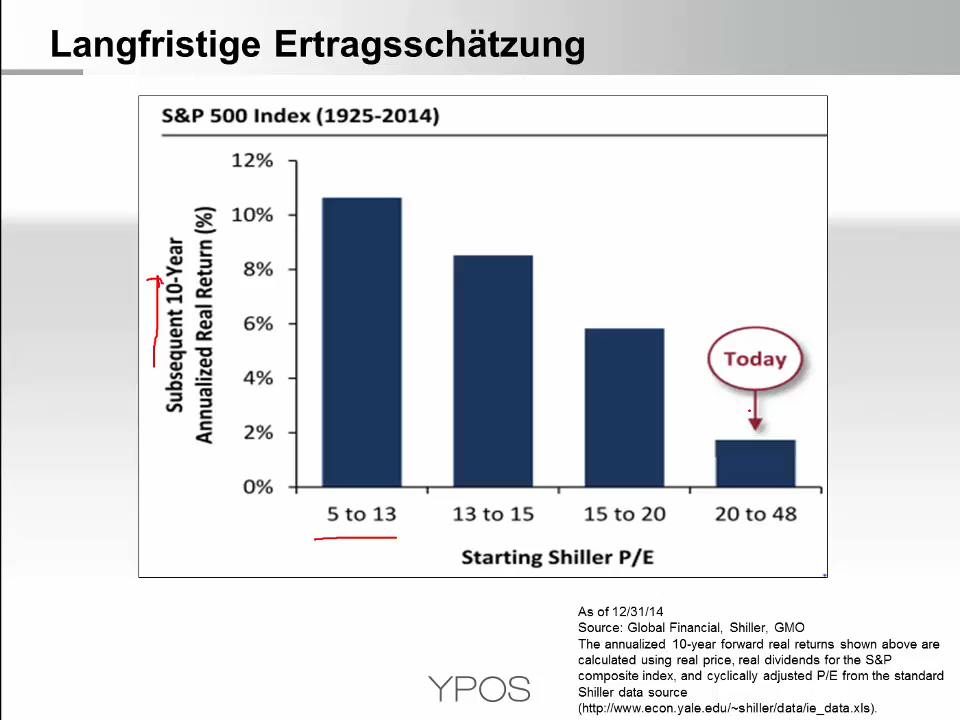 Langfristige Ertragsschätzung
S&P 500 Index (1925-2014)
Subsequent 10-Year
Annualized Real Return (%)
12%
10%
8%
6%
4%
2%
0%
Today
5 to 13
13 to 15
15 to 20
20 to 48
Starting Shiller P/E
As of 12/31/14
Source: Global Financial, Shiller, GMO
The annualized 10-year forward real returns shown above are
calculated using real price, real dividends for the S&P
composite index, and cyclically adjusted P/E from the standard
Shiller data source
(http://www.econ.yale.edu/~shiller/data/ie_data.xls).
YPOS